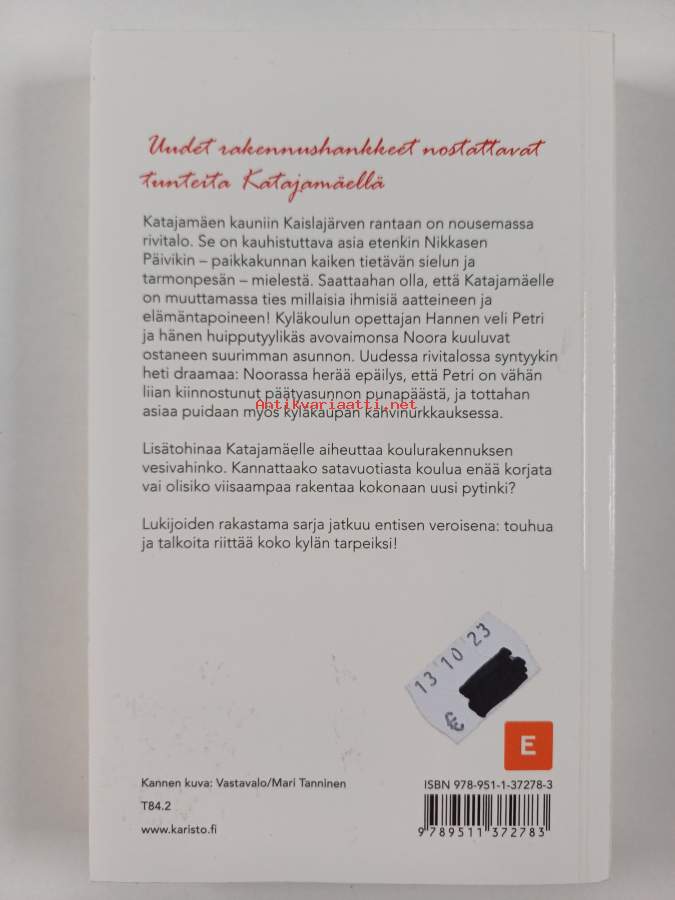 Uudet rakennushankkeet nostattavat
tunteita Katajamäellä
Katajamäen kauniin Kaislajärven rantaan on nousemassa
rivitalo. Se on kauhistuttava asia etenkin Nikkasen
Päivikin – paikkakunnan kaiken tietävän sielun ja
tarmonpesän – mielestä. Saattaahan olla, että Katajamäelle
on muuttamassa ties millaisia ihmisiä aatteineen ja
elämäntapoineen! Kyläkoulun opettajan Hannen veli Petri
ja hänen huipputyylikäs avovaimonsa Noora kuuluvat
ostaneen suurimman asunnon. Uudessa rivitalossa syntyykin
heti draamaa: Noorassa herää epäilys, että Petri on vähän
liian kiinnostunut päätyasunnon punapäästä, ja tottahan
Antikvariaatti.net
asiaa puidaan myös kyläkaupan kahvinurkkauksessa.
Lisätohinaa Katajamäelle aiheuttaa koulurakennuksen
vesivahinko. Kannattaako satavuotiasta koulua enää korjata
vai olisiko viisaampaa rakentaa kokonaan uusi pytinki?
Lukijoiden rakastama sarja jatkuu entisen veroisena: touhua
ja talkoita riittää koko kylän tarpeiksi!
13 10 23
€
E
Kannen kuva: Vastavalo/Mari Tanninen
T84.2
www.karisto.fi
ISBN 978-951-1-37278-3
9 789511 372783